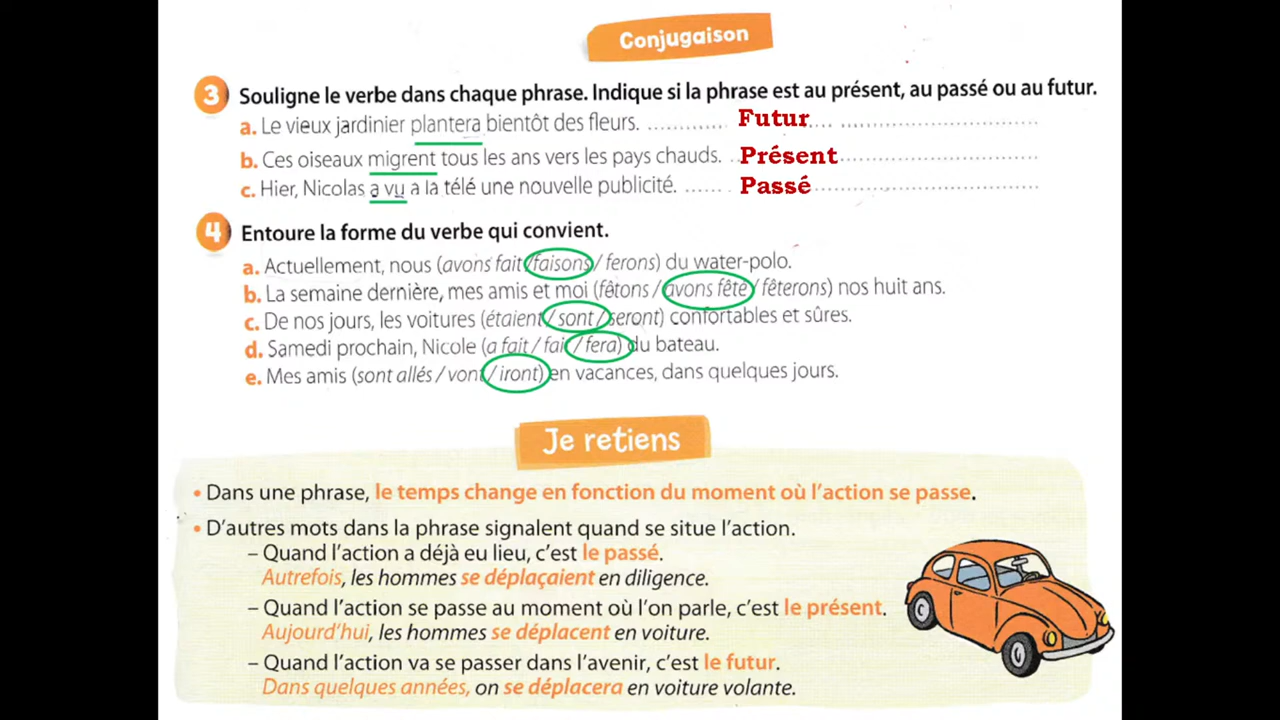 Conjugaison
3 Souligne le verbe dans chaque phrase. Indique si la phrase est au présent, au passé ou au futur.
a. Le vieux jardinier plantera bientôt des fleurs. ............ Futur.... ........................................
b. Ces oiseaux migrent tous les ans vers les pays chauds. .. Présent........................................
c. Hier, Nicolas a vu a la télé une nouvelle publicité. ...... Passé............................................
4 Entoure la forme du verbe qui convient.
a. Actuellement, nous (avons fait / faisons / ferons) du water-polo.
b. La semaine dernière, mes amis et moi (fêtons / avons fête / fêterons) nos huit ans.
c. De nos jours, les voitures (étaient / sont / seront) confortables et sûres.
d. Samedi prochain, Nicole (a fait / fait / fera) du bateau.
e. Mes amis (sont allés / vont / iront) en vacances, dans quelques jours.
Je retiens
• Dans une phrase, le temps change en fonction du moment où l'action se passe.
• D'autres mots dans la phrase signalent quand se situe l'action.
– Quand l'action a déjà eu lieu, c'est le passé.
Autrefois, les hommes se déplaçaient en diligence.
– Quand l'action se passe au moment où l'on parle, c'est le présent.
Aujourd'hui, les hommes se déplacent en voiture.
– Quand l'action va se passer dans l'avenir, c'est le futur.
Dans quelques années, on se déplacera en voiture volante.